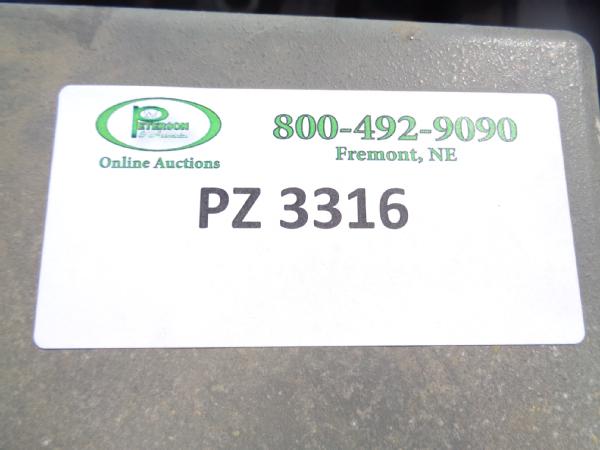 PETERSON
Online Auctions
800-492-9090
Fremont, NE
PZ 3316